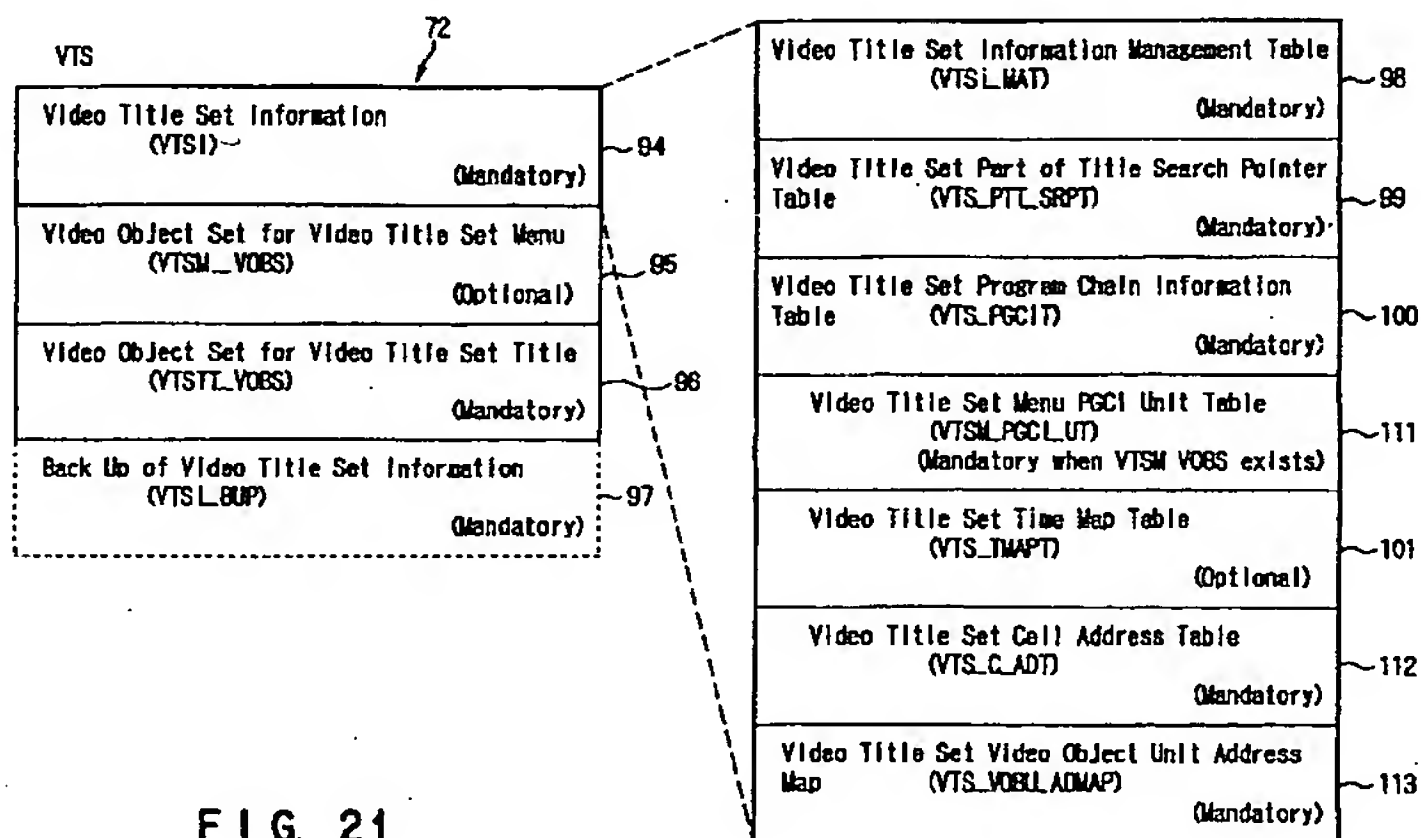 72
VTS
Video Title Set Information
(VTSI)
(Mandatory)
94
Video Object Set for Video Title Set Menu
(VTSM_VOBS)
(Optional)
95
Video Object Set for Video Title Set Title
(VTSTT_VOBS)
(Mandatory)
96
Back Up of Video Title Set Information
(VTSI_BUP)
(Mandatory)
97
Video Title Set Information Management Table
(VTSI_MAT)
(Mandatory)
98
Video Title Set Part of Title Search Pointer
Table (VTS_PTT_SRPT)
(Mandatory)
99
Video Title Set Program Chain Information
Table (VTS_PGCIT)
(Mandatory)
100
Video Title Set Menu PGCI Unit Table
(VTSM_PGCI_UT)
(Mandatory when VTSM VOBS exists)
111
Video Title Set Time Map Table
(VTS_TMAPT)
(Optional)
101
Video Title Set Cell Address Table
(VTS_C_ADT)
(Mandatory)
112
Video Title Set Video Object Unit Address
Map (VTS_VOBU_ADMAP)
(Mandatory)
113
FIG. 21